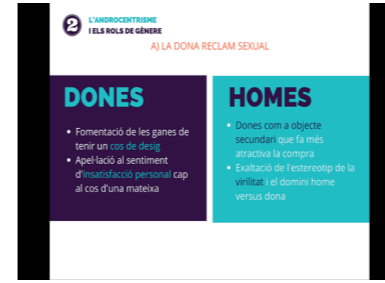 2
L'ANDROCENTRISME
I ELS ROLS DE GÈNERE
A) LA DONA RECLAM SEXUAL
DONES
• Fomentació de les ganes de
tenir un cos de desig
• Apel·lació al sentiment
d'insatisfacció personal cap
al cos d'una mateixa
HOMES
• Dones com a objecte
secundari que fa més
atractiva la compra
• Exaltació de l'estereotip de la
virilitat i el domini home
versus dona